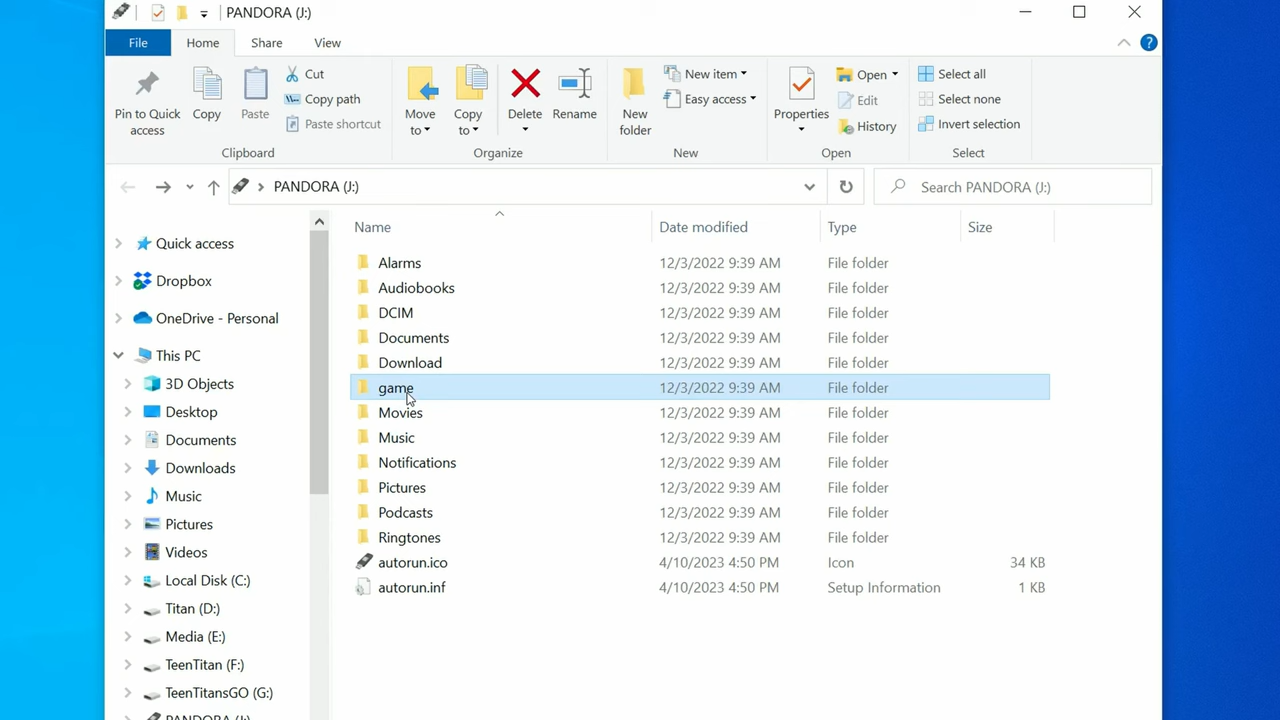 PANDORA (J:)
File Home Share View
Pin to Quick access
Copy
Paste
Cut
Copy path
Paste shortcut
Clipboard
Move to
Copy to
Delete
Rename
Organize
New folder
New item
Easy access
New
Properties
Open
Edit
History
Open
Select all
Select none
Invert selection
Select
PANDORA (J:)
Search PANDORA (J:)
Quick access
Dropbox
OneDrive - Personal
This PC
3D Objects
Desktop
Documents
Downloads
Music
Pictures
Videos
Local Disk (C:)
Titan (D:)
Media (E:)
TeenTitan (F:)
TeenTitansGO (G:)
PANDORA (J:)
Name Date modified Type Size
Alarms 12/3/2022 9:39 AM File folder
Audiobooks 12/3/2022 9:39 AM File folder
DCIM 12/3/2022 9:39 AM File folder
Documents 12/3/2022 9:39 AM File folder
Download 12/3/2022 9:39 AM File folder
game 12/3/2022 9:39 AM File folder
Movies 12/3/2022 9:39 AM File folder
Music 12/3/2022 9:39 AM File folder
Notifications 12/3/2022 9:39 AM File folder
Pictures 12/3/2022 9:39 AM File folder
Podcasts 12/3/2022 9:39 AM File folder
Ringtones 12/3/2022 9:39 AM File folder
autorun.ico 4/10/2023 4:50 PM Icon 34 KB
autorun.inf 4/10/2023 4:50 PM Setup Information 1 KB